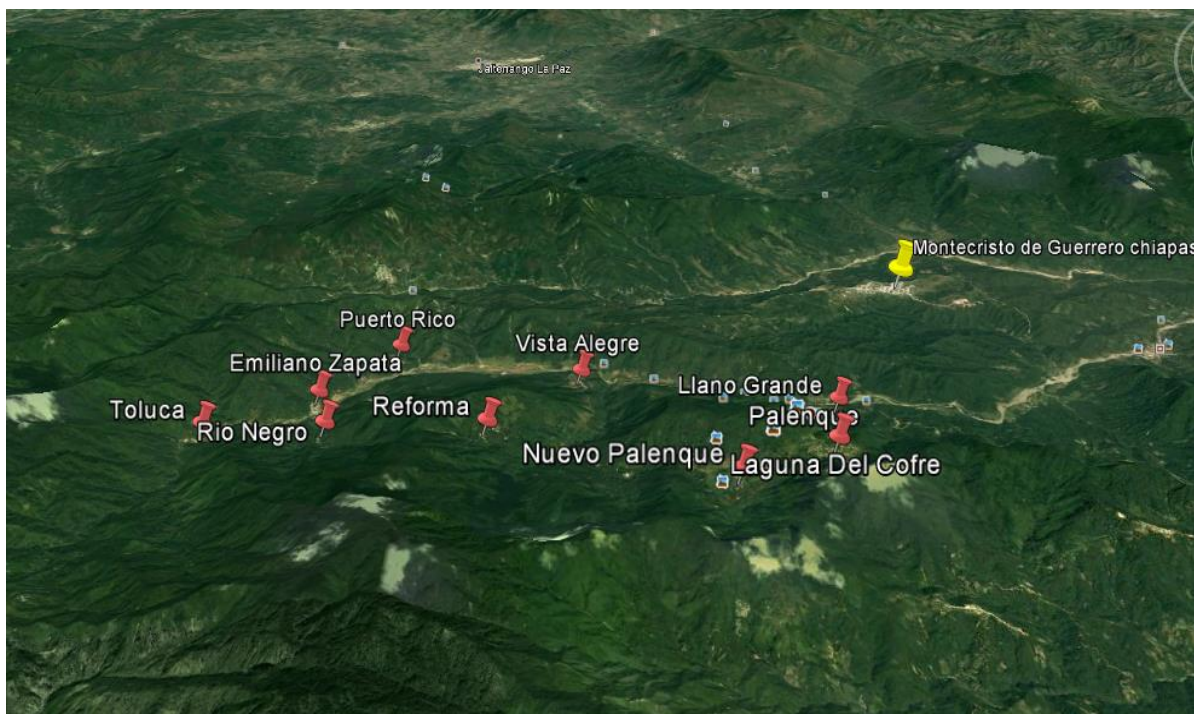 Jaltenango La Paz
Montecristo de Guerrero chiapas
Puerto Rico
Vista Alegre
Emiliano Zapata
Llano Grande
Toluca
Reforma
Palenque
Rio Negro
Nuevo Palenque
Laguna Del Cofre